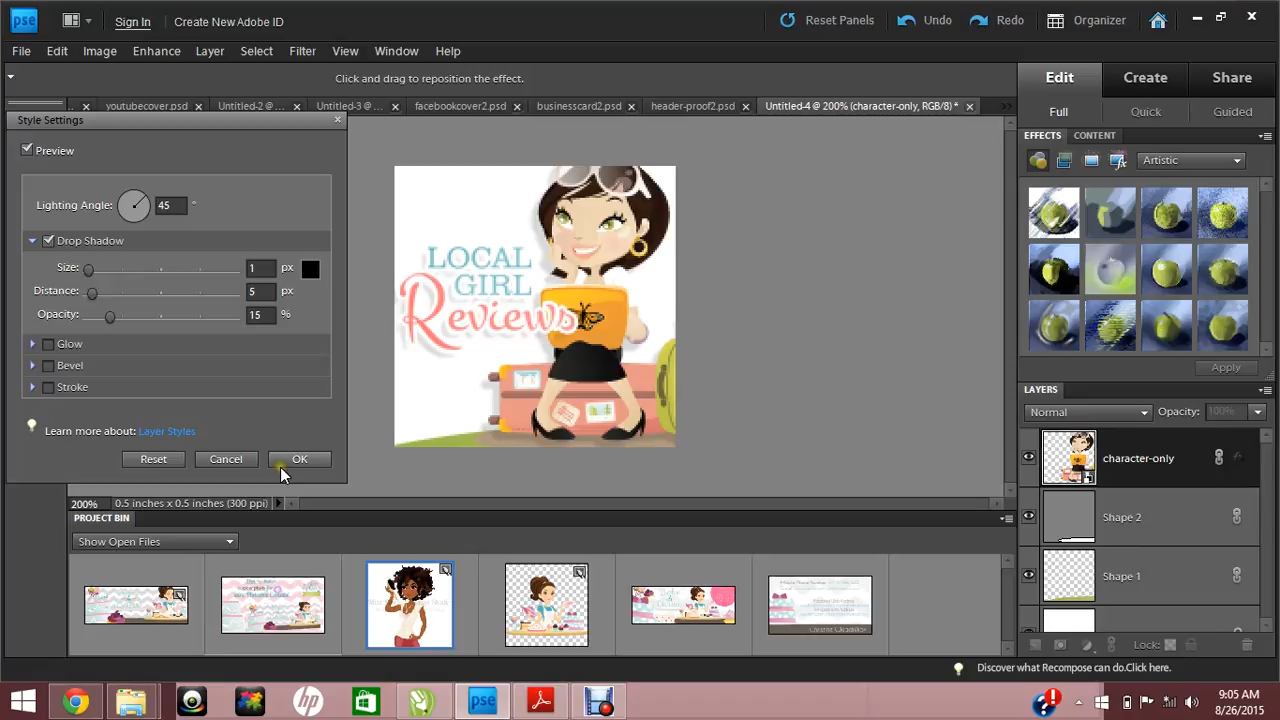 pse
Sign In
Create New Adobe ID
Reset Panels
Undo
Redo
Organizer
File Edit Image Enhance Layer Select Filter View Window Help
Click and drag to reposition the effect.
Edit
Create
Share
youtubecover.psd
Untitled-2 @ ...
Untitled-3 @ ...
facebookcover2.psd
businesscard2.psd
header-proof2.psd
Untitled-4 @ 200% (character-only, RGB/8) *
Full
Quick
Guided
Style Settings
EFFECTS
CONTENT
Preview
Artistic
Lighting Angle: 45 °
Drop Shadow
Size: 1 px
Distance: 5 px
Opacity: 15 %
Glow
Bevel
Stroke
LOCAL
GIRL
Reviews
Apply
LAYERS
Normal
Opacity: 100%
Learn more about: Layer Styles
Reset
Cancel
OK
character-only
200%
0.5 inches x 0.5 inches (300 ppi)
Shape 2
PROJECT BIN
Show Open Files
Shape 1
Lock:
Discover what Recompose can do.Click here.
hp
pse
9:05 AM
8/26/2015